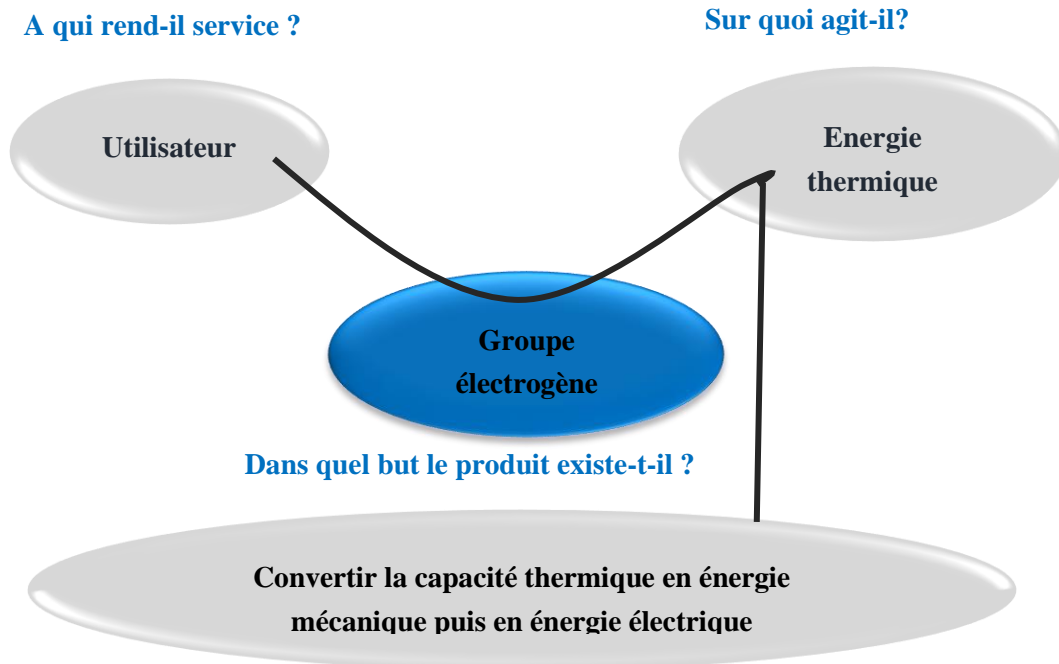 A qui rend-il service ?
Sur quoi agit-il?
Utilisateur
Energie
thermique
Groupe
électrogène
Dans quel but le produit existe-t-il ?
Convertir la capacité thermique en énergie
mécanique puis en énergie électrique